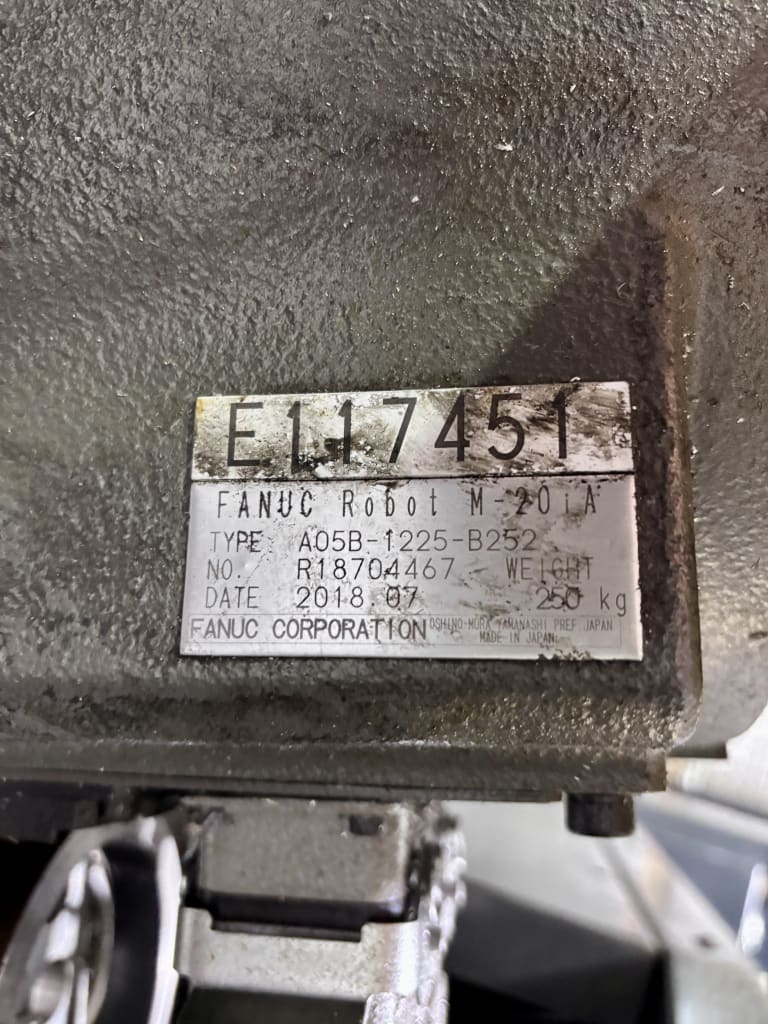 E117451
FANUC Robot M-20iA
TYPE A05B-1225-B252
NO. R18704467 WEIGHT
DATE 2018.07 250 kg
FANUC CORPORATION OSHINO-MURA YAMANASHI PREF. JAPAN
MADE IN JAPAN